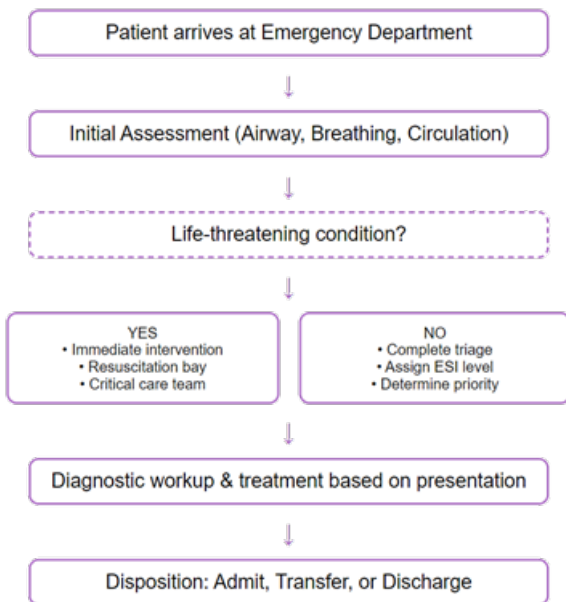 Patient arrives at Emergency Department
Initial Assessment (Airway, Breathing, Circulation)
Life-threatening condition?
YES
• Immediate intervention
• Resuscitation bay
• Critical care team
NO
• Complete triage
• Assign ESI level
• Determine priority
Diagnostic workup & treatment based on presentation
Disposition: Admit, Transfer, or Discharge